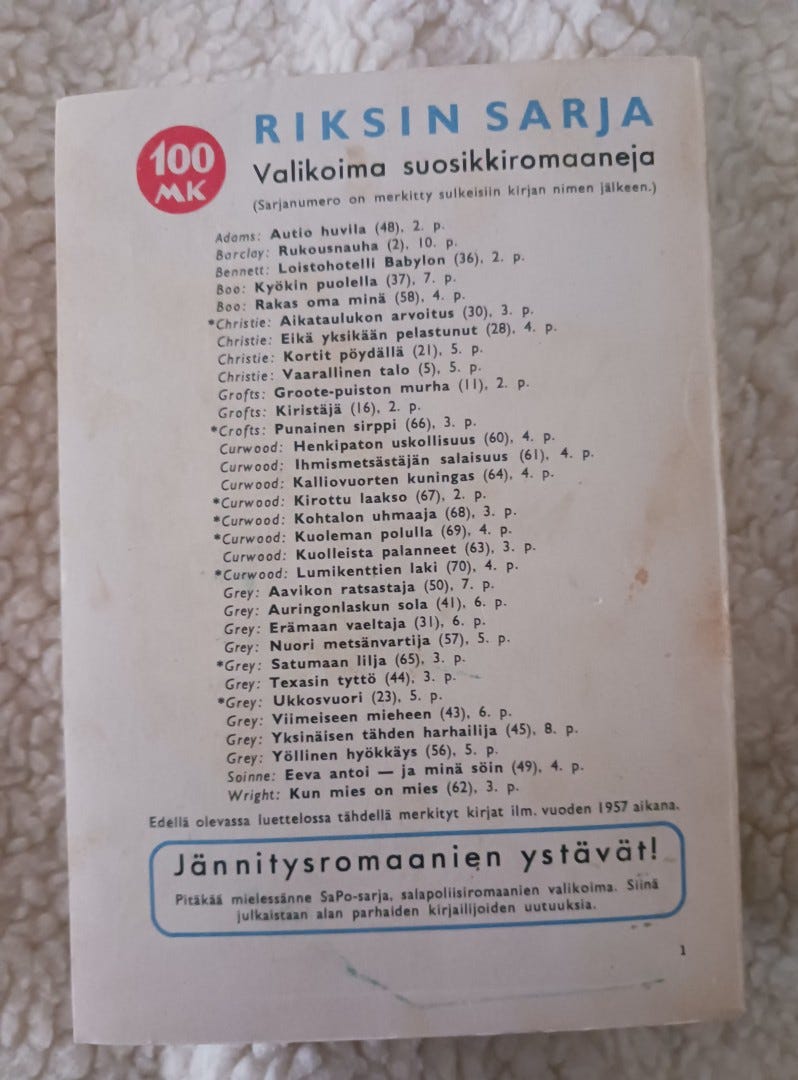 RIKSIN SARJA
100
MK
Valikoima suosikkiromaaneja
(Sarjanumero on merkitty sulkeisiin kirjan nimen jälkeen.)
Adams: Autio huvila (48), 2. p.
Barclay: Rukousnauha (2), 10. p.
Bennett: Loistohotelli Babylon (36), 2. p.
Boo: Kyökin puolella (37), 7. p.
Boo: Rakas oma minä (58), 4. p.
*Christie: Aikataulukon arvoitus (30), 3. p.
Christie: Eikä yksikään pelastunut (28), 4. p.
Christie: Kortit pöydällä (21), 5. p.
Christie: Vaarallinen talo (5), 5. p.
Grofts: Groote-puiston murha (11), 2. p.
Grofts: Kiristäjä (16), 2. p.
*Crofts: Punainen sirppi (66), 3. p.
Curwood: Henkipaton uskollisuus (60), 4. p.
Curwood: Ihmismetsästäjän salaisuus (61), 4. p.
Curwood: Kalliovuorten kuningas (64), 4. p.
*Curwood: Kirottu laakso (67), 2. p.
*Curwood: Kohtalon uhmaaja (68), 3. p.
*Curwood: Kuoleman polulla (69), 4. p.
Curwood: Kuolleista palanneet (63), 3. p.
*Curwood: Lumikenttien laki (70), 4. p.
Grey: Aavikon ratsastaja (50), 7. p.
Grey: Auringonlaskun sola (41), 6. p.
Grey: Erämaan vaeltaja (31), 6. p.
Grey: Nuori metsänvartija (57), 5. p.
*Grey: Satumaan lilja (65), 3. p.
Grey: Texasin tyttö (44), 3. p.
*Grey: Ukkosvuori (23), 5. p.
Grey: Viimeiseen mieheen (43), 6. p.
Grey: Yksinäisen tähden harhailija (45), 8. p.
Grey: Yöllinen hyökkäys (56), 5. p.
Soinne: Eeva antoi — ja minä söin (49), 4. p.
Wright: Kun mies on mies (62), 3. p.
Edellä olevassa luettelossa tähdellä merkityt kirjat ilm. vuoden 1957 aikana.
Jännitysromaanien ystävät!
Pitäkää mielessänne SaPo-sarja, salapoliisiromaanien valikoima. Siinä
julkaistaan alan parhaiden kirjailijoiden uutuuksia.
1